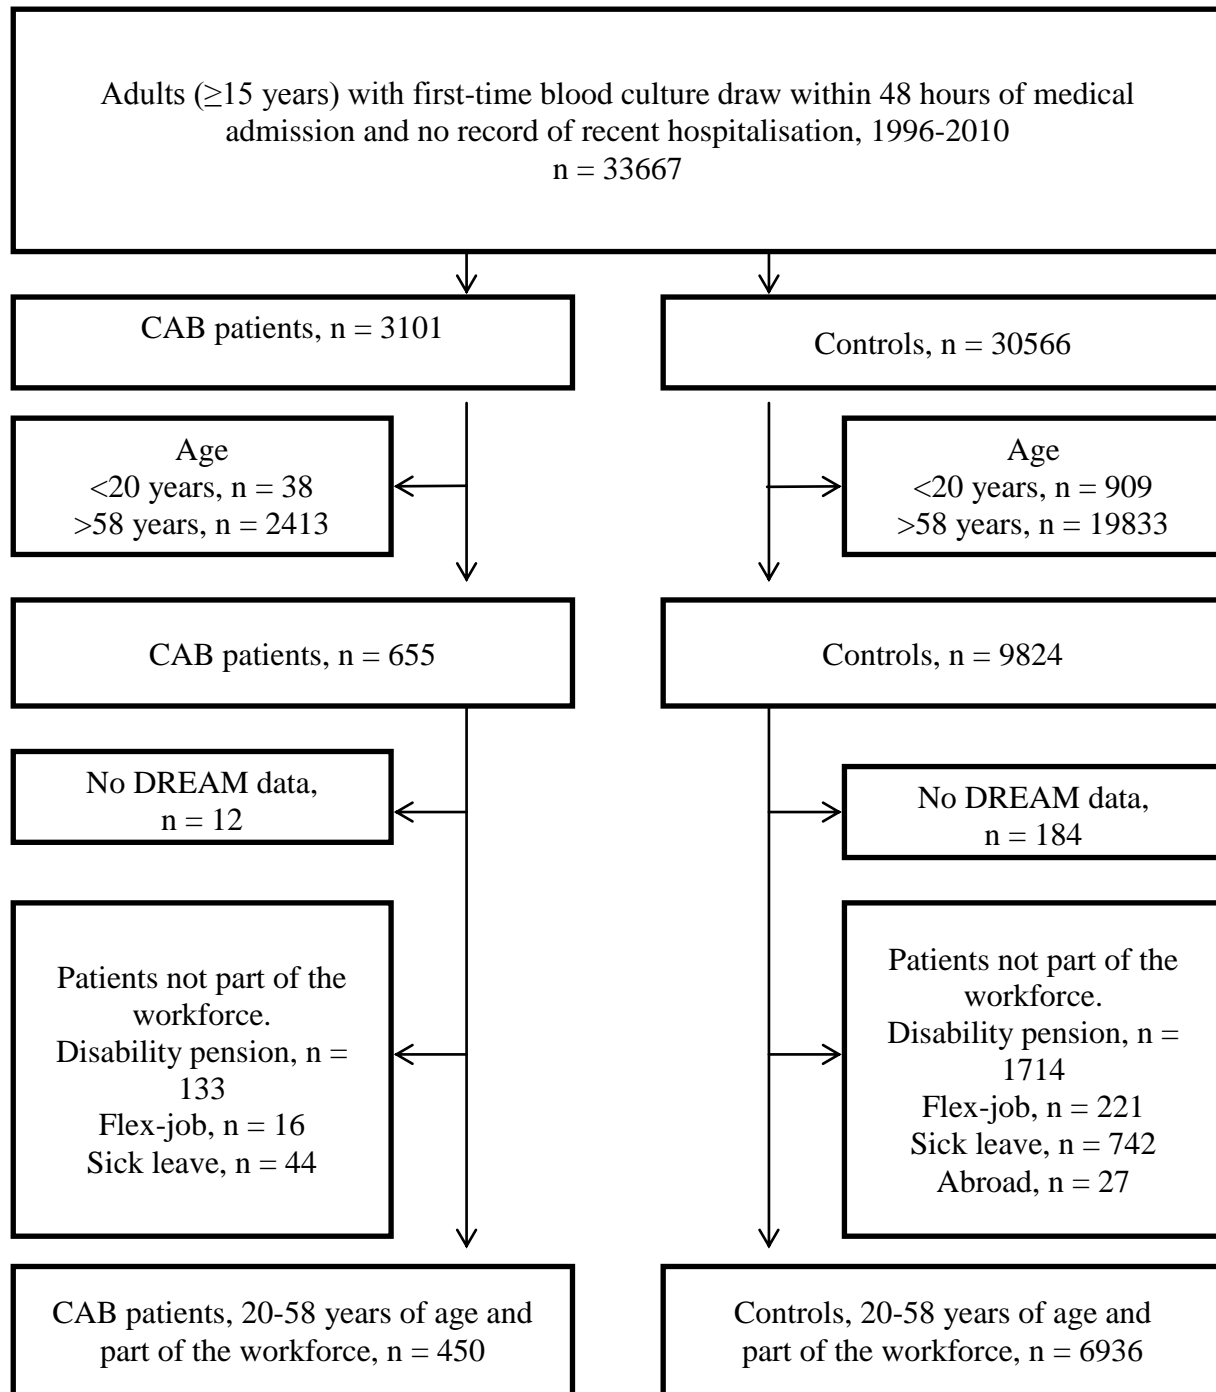 Adults (≥15 years) with first-time blood culture draw within 48 hours of medical
admission and no record of recent hospitalisation, 1996-2010
n = 33667
CAB patients, n = 3101
Controls, n = 30566
Age
<20 years, n = 38
>58 years, n = 2413
Age
<20 years, n = 909
>58 years, n = 19833
CAB patients, n = 655
Controls, n = 9824
No DREAM data,
n = 12
No DREAM data,
n = 184
Patients not part of the
workforce.
Disability pension, n =
133
Flex-job, n = 16
Sick leave, n = 44
Patients not part of the
workforce.
Disability pension, n =
1714
Flex-job, n = 221
Sick leave, n = 742
Abroad, n = 27
CAB patients, 20-58 years of age and
part of the workforce, n = 450
Controls, 20-58 years of age and
part of the workforce, n = 6936